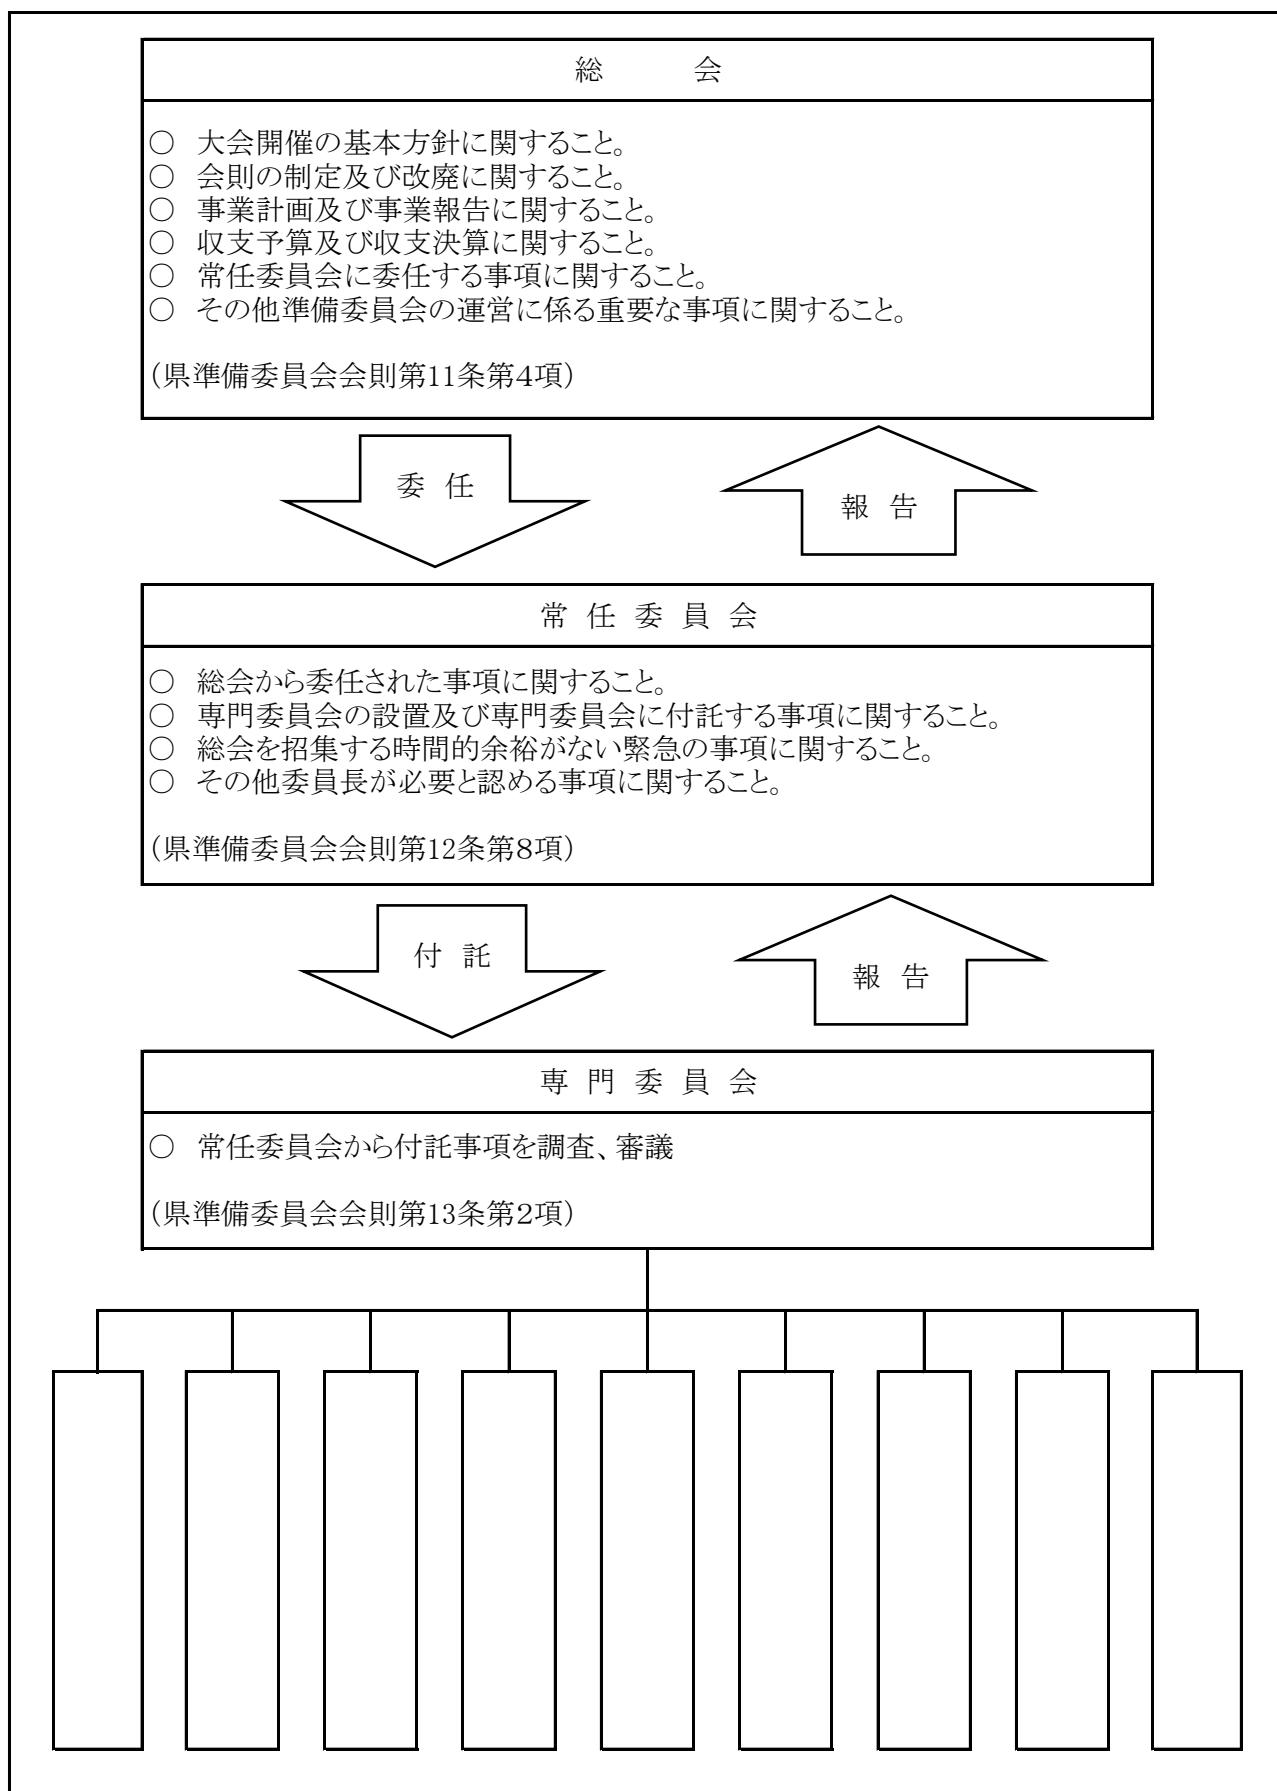 総　会
○　大会開催の基本方針に関すること。
○　会則の制定及び改廃に関すること。
○　事業計画及び事業報告に関すること。
○　収支予算及び収支決算に関すること。
○　常任委員会に委任する事項に関すること。
○　その他準備委員会の運営に係る重要な事項に関すること。
（県準備委員会会則第11条第4項）
委 任
報 告
常 任 委 員 会
○　総会から委任された事項に関すること。
○　専門委員会の設置及び専門委員会に付託する事項に関すること。
○　総会を招集する時間的余裕がない緊急の事項に関すること。
○　その他委員長が必要と認める事項に関すること。
（県準備委員会会則第12条第8項）
付 託
報 告
専 門 委 員 会
○　常任委員会から付託事項を調査、審議
（県準備委員会会則第13条第2項）